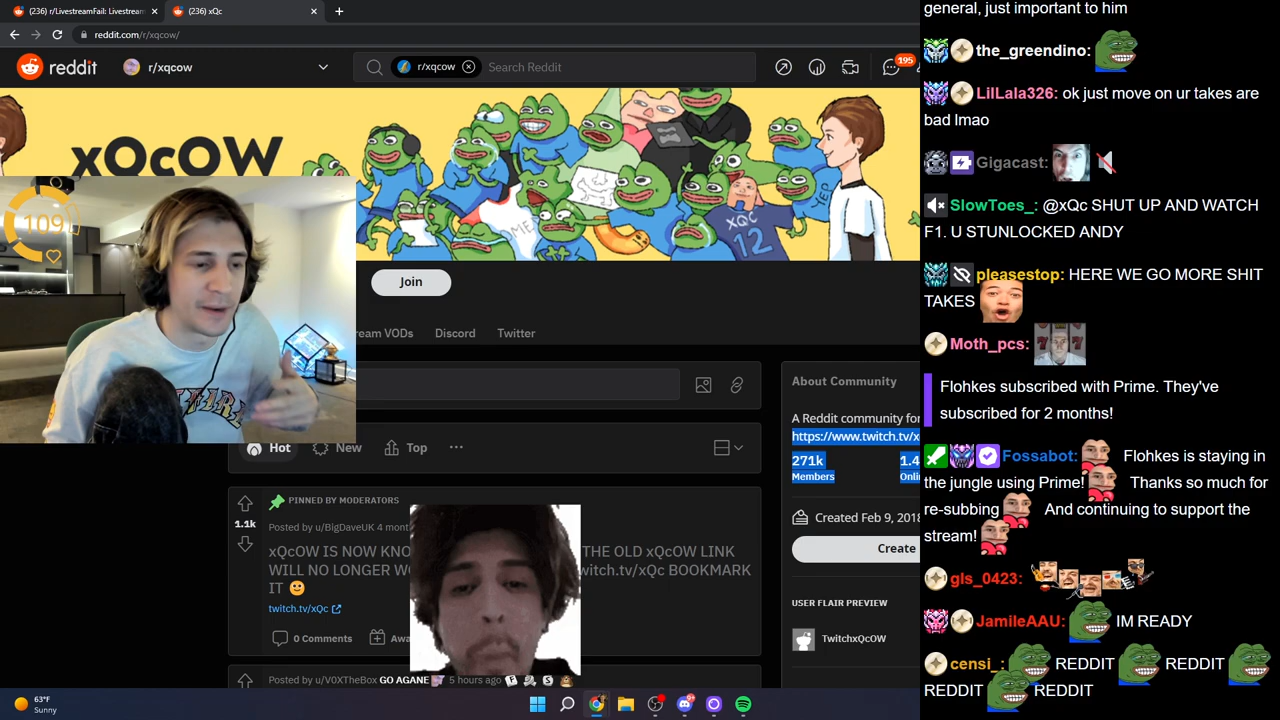 (236) r/LivestreamFail: Livestream
(236) xQc
reddit.com/r/xqcow/
reddit
r/xqcow
r/xqcow
Search Reddit
195
xQcOW
XQC
12
109
Join
ream VODs
Discord
Twitter
Hot
New
Top
About Community
A Reddit community for
https://www.twitch.tv/x
271k
1.4
Members
Onli
Created Feb 9, 2018
Create
USER FLAIR PREVIEW
TwitchxQcOW
PINNED BY MODERATORS
1.1k
Posted by u/BigDaveUK 4 mont
xQcOW IS NOW KNO
THE OLD xQcOW LINK
WILL NO LONGER WO
witch.tv/xQc BOOKMARK
IT
twitch.tv/xQc
0 Comments
Awa
Posted by u/V0XTheBox GO AGANE
5 hours ago
63°F
Sunny
general, just important to him
the_greendino:
LilLala326: ok just move on ur takes are
bad lmao
Gigacast:
SlowToes_: @xQc SHUT UP AND WATCH
F1. U STUNLOCKED ANDY
pleasestop: HERE WE GO MORE SHIT
TAKES
Moth_pcs:
Flohkes subscribed with Prime. They've
subscribed for 2 months!
Fossabot: Flohkes is staying in
the jungle using Prime! Thanks so much for
re-subbing And continuing to support the
stream!
gls_0423:
JamileAAU: IM READY
censi_: REDDIT REDDIT
REDDIT REDDIT